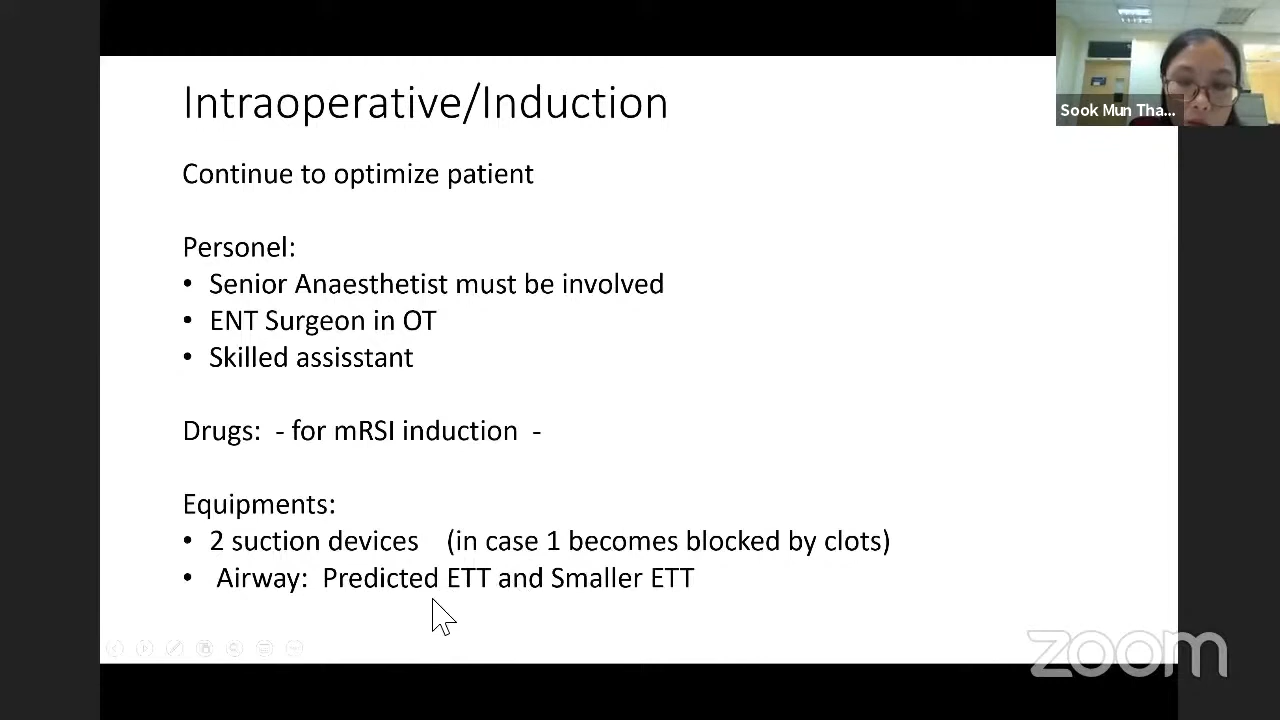 Intraoperative/Induction
Sook Mun Tha...
Continue to optimize patient
Personel:
• Senior Anaesthetist must be involved
• ENT Surgeon in OT
• Skilled assisstant
Drugs: - for mRSI induction -
Equipments:
• 2 suction devices (in case 1 becomes blocked by clots)
• Airway: Predicted ETT and Smaller ETT
zoom